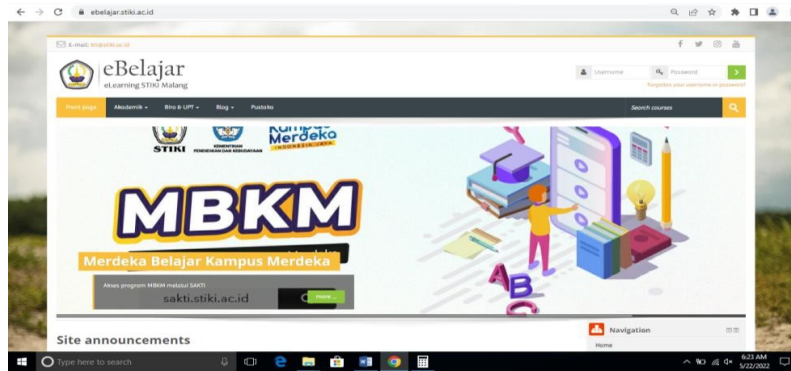 ebelajar.stiki.ac.id
E-mail: bti@stiki.ac.id
eBelajar
eLearning STIKI Malang
Username
Password
Forgotten your username or password?
Front page
Akademik
Biro & UPT
Blog
Pustaka
Search courses
STIKI
KEMENTERIAN
PENDIDIKAN DAN KEBUDAYAAN
Kampus
Merdeka
INDONESIA JAYA
MBKM
Merdeka Belajar Kampus Merdeka
Akses program MBKM melalui SAKTI
sakti.stiki.ac.id
more ...
ABC
Site announcements
Navigation
Home
Type here to search
6:23 AM
5/22/2022